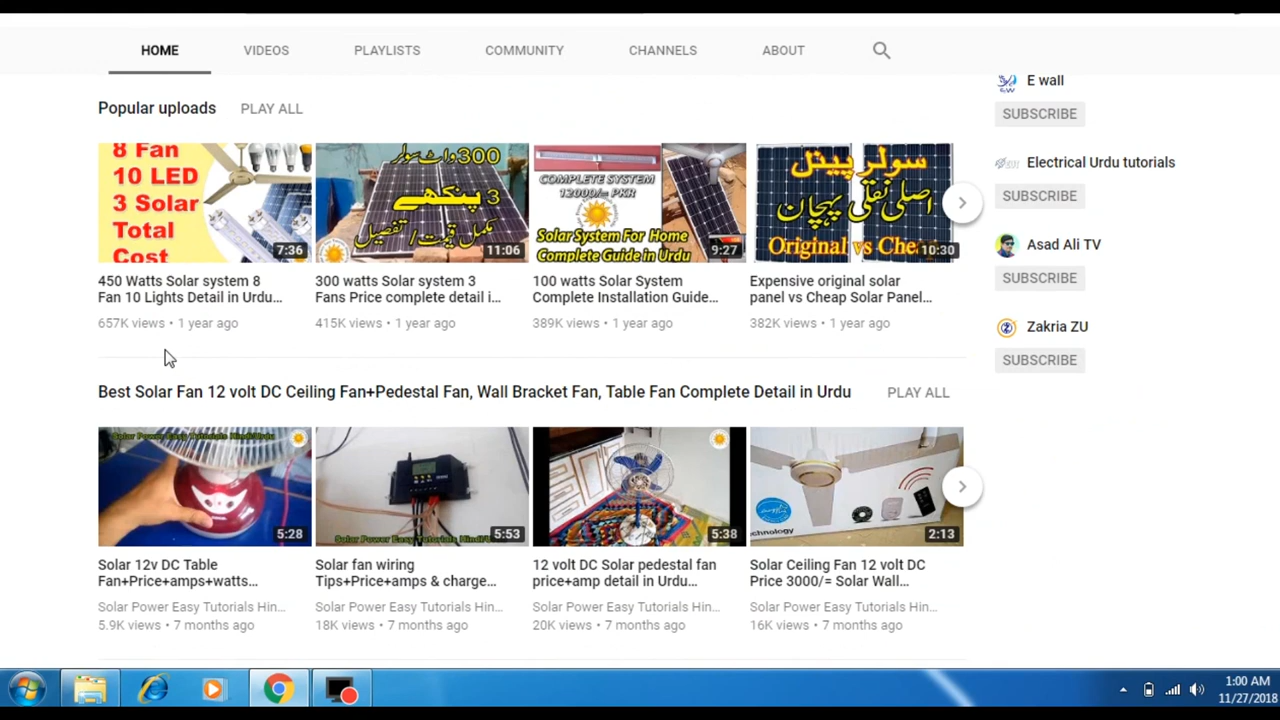 HOME VIDEOS PLAYLISTS COMMUNITY CHANNELS ABOUT
Popular uploads PLAY ALL
8 Fan
10 LED
3 Solar
Total
Cost
7:36
300 واٹ سولر
3 پنکھے
مکمل قیمت/تفصیل
11:06
COMPLETE SYSTEM
12000/= PKR
Solar System For Home
Complete Guide in Urdu
9:27
سولر پینل
اصلی نقلی پہچان
Original vs
10:30
450 Watts Solar system 8
Fan 10 Lights Detail in Urdu...
657K views • 1 year ago
300 watts Solar system 3
Fans Price complete detail i...
415K views • 1 year ago
100 watts Solar System
Complete Installation Guide...
389K views • 1 year ago
Expensive original solar
panel vs Cheap Solar Panel...
382K views • 1 year ago
E wall
SUBSCRIBE
Electrical Urdu tutorials
SUBSCRIBE
Asad Ali TV
SUBSCRIBE
Zakria ZU
SUBSCRIBE
Best Solar Fan 12 volt DC Ceiling Fan+Pedestal Fan, Wall Bracket Fan, Table Fan Complete Detail in Urdu PLAY ALL
Solar Power Easy Tutorials Hindi/Urdu
5:28
Solar Power Easy Tutorials
5:53
5:38
2:13
Solar 12v DC Table
Fan+Price+amps+watts...
Solar Power Easy Tutorials Hin...
5.9K views • 7 months ago
Solar fan wiring
Tips+Price+amps & charge...
Solar Power Easy Tutorials Hin...
18K views • 7 months ago
12 volt DC Solar pedestal fan
price+amp detail in Urdu...
Solar Power Easy Tutorials Hin...
20K views • 7 months ago
Solar Ceiling Fan 12 volt DC
Price 3000/= Solar Wall...
Solar Power Easy Tutorials Hin...
16K views • 7 months ago
1:00 AM
11/27/2018